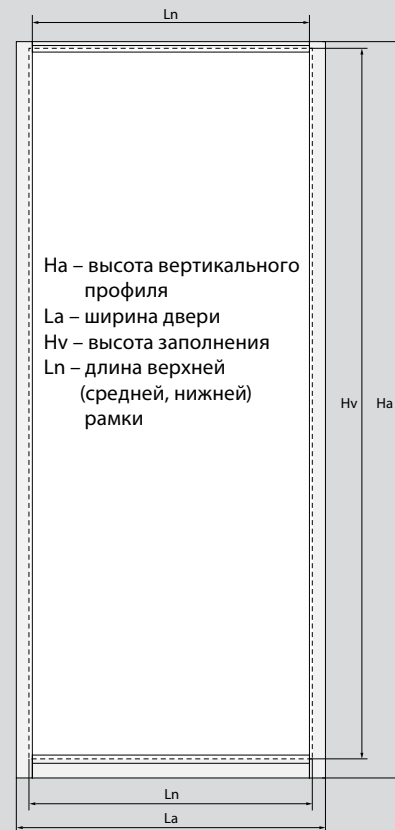 Ln
Ha – высота вертикального
профиля
La – ширина двери
Hv – высота заполнения
Ln – длина верхней
(средней, нижней)
рамки
Hv
Ha
Ln
La